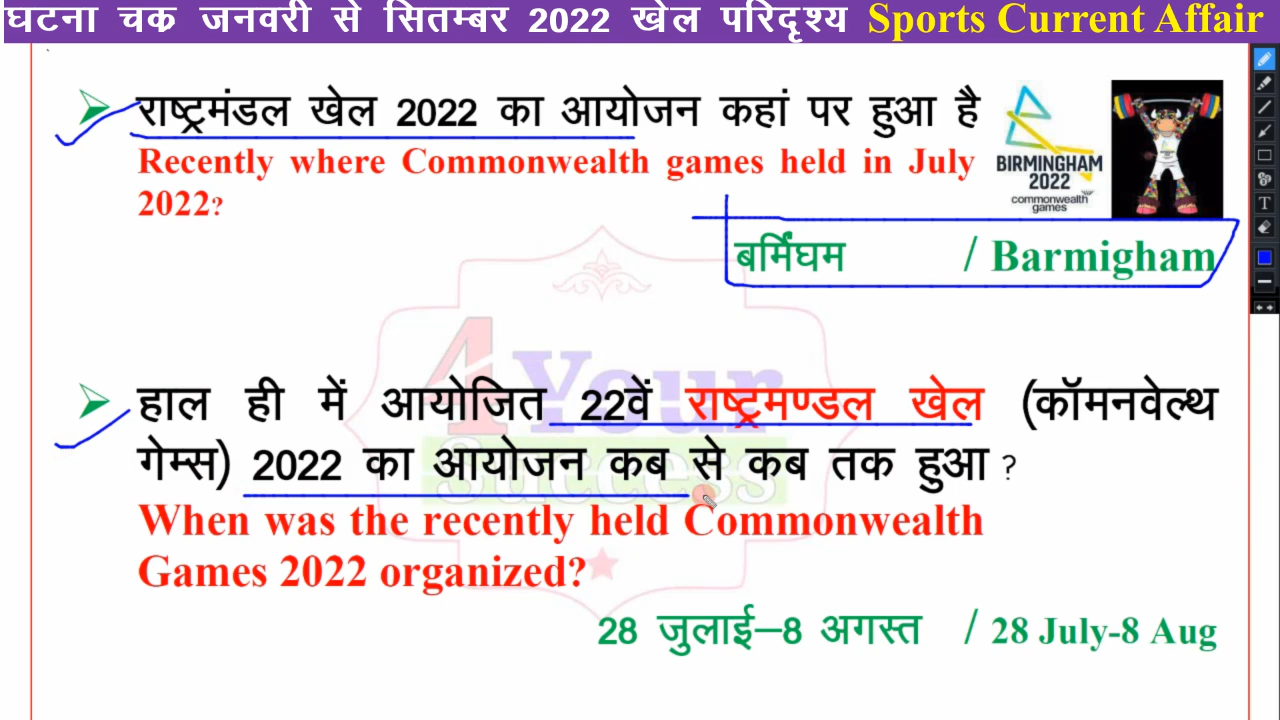 घटना चक्र जनवरी से सितम्बर 2022 खेल परिदृश्य Sports Current Affair
राष्ट्रमंडल खेल 2022 का आयोजन कहां पर हुआ है
Recently where Commonwealth games held in July
2022?
BIRMINGHAM
2022
commonwealth
games
बर्मिंघम / Barmigham
4 Your
Success
हाल ही में आयोजित 22वें राष्ट्रमण्डल खेल (कॉमनवेल्थ
गेम्स) 2022 का आयोजन कब से कब तक हुआ ?
When was the recently held Commonwealth
Games 2022 organized?
28 जुलाई–8 अगस्त / 28 July-8 Aug